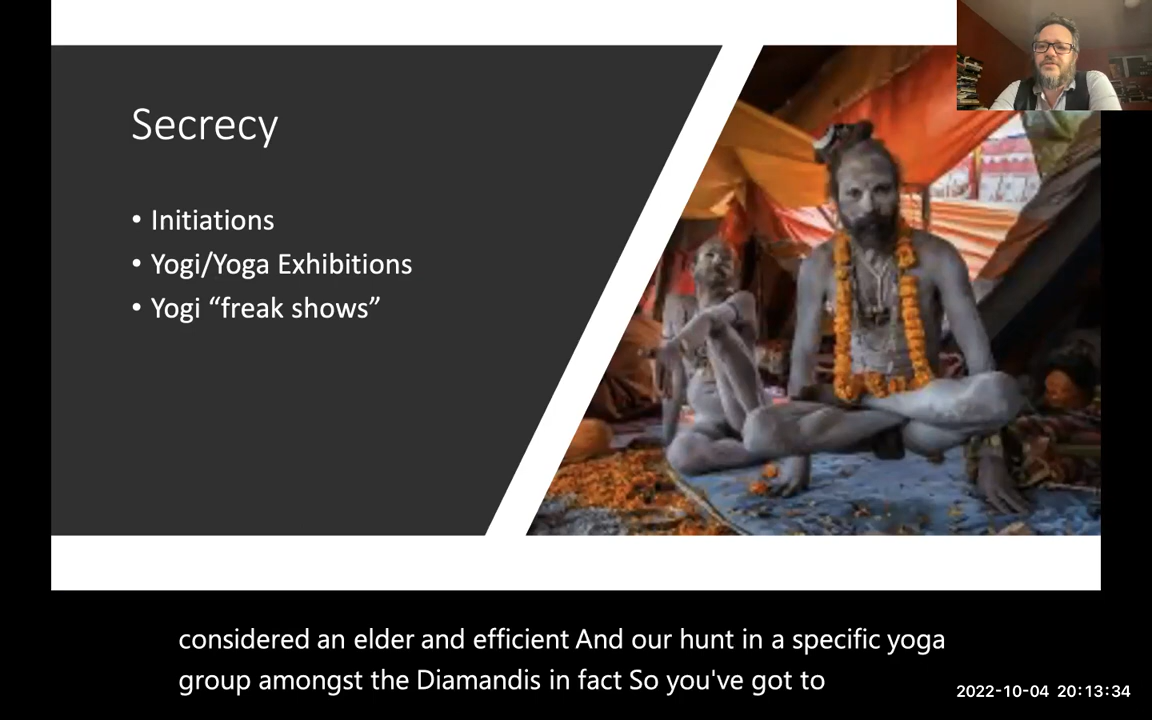 Secrecy
• Initiations
• Yogi/Yoga Exhibitions
• Yogi “freak shows”
considered an elder and efficient And our hunt in a specific yoga
group amongst the Diamandis in fact So you've got to
2022-10-04 20:13:34